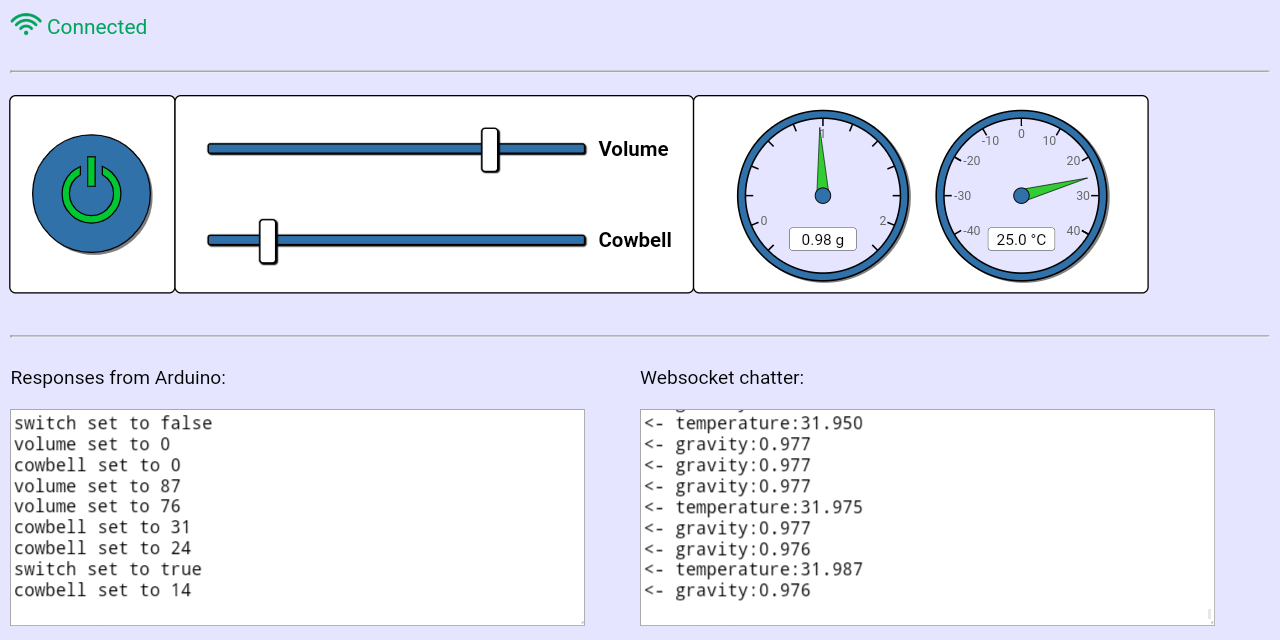 Connected
Volume
Cowbell
0
1
2
0.98 g
-40
-30
-20
-10
0
10
20
30
40
25.0 °C
Responses from Arduino:
switch set to false
volume set to 0
cowbell set to 0
volume set to 87
volume set to 76
cowbell set to 31
cowbell set to 24
switch set to true
cowbell set to 14
Websocket chatter:
<- temperature:31.950
<- gravity:0.977
<- gravity:0.977
<- gravity:0.977
<- temperature:31.975
<- gravity:0.977
<- gravity:0.976
<- temperature:31.987
<- gravity:0.976